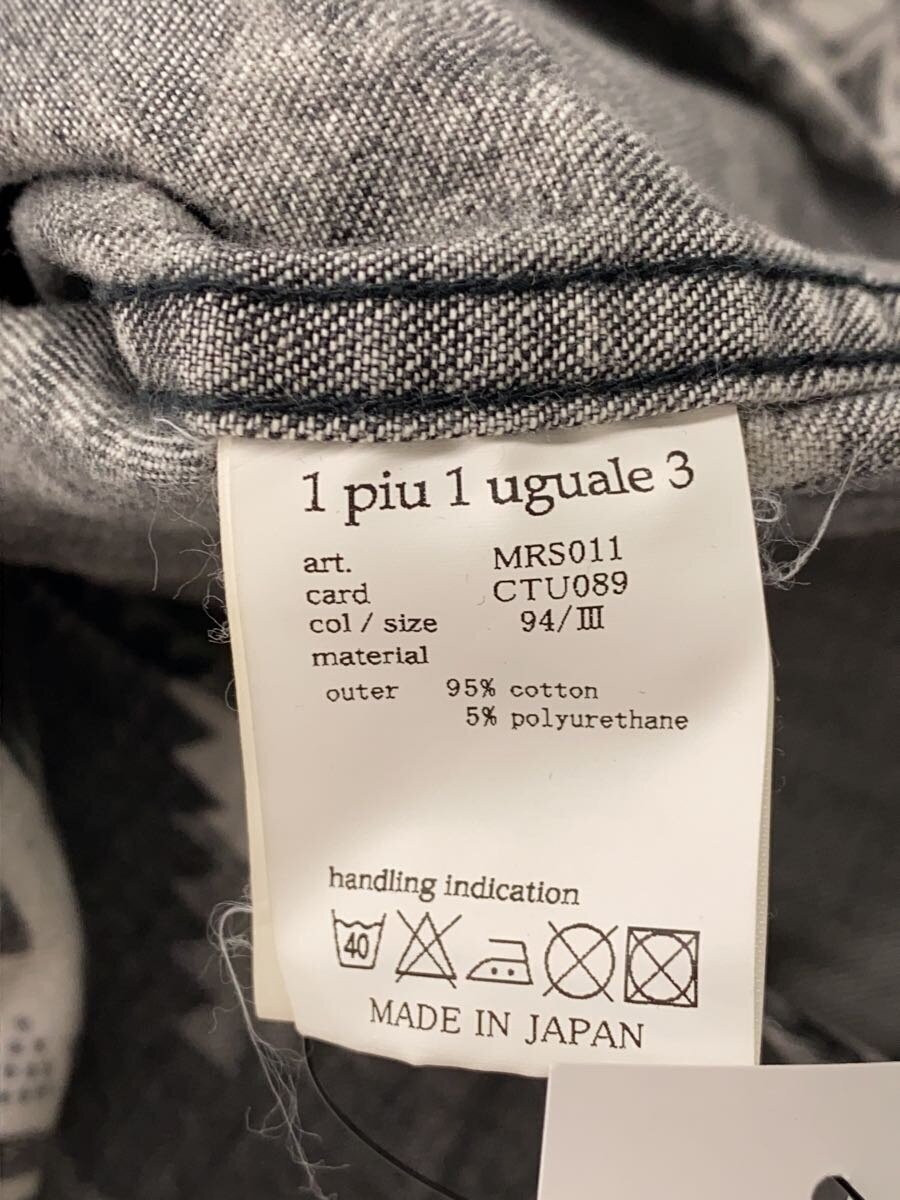 1 piu 1 uguale 3
art. MRS011
card CTU089
col / size 94/Ⅲ
material
outer 95% cotton
5% polyurethane
handling indication
40
MADE IN JAPAN